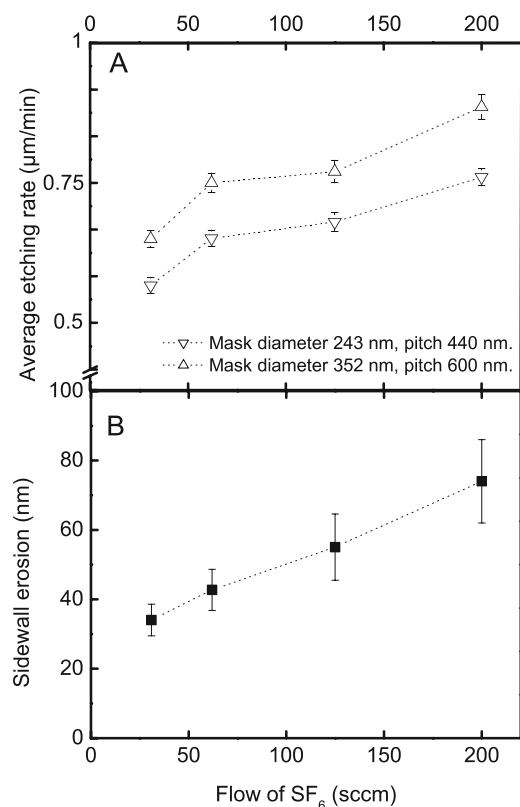 0 50 100 150 200
A
1
0.75
0.5
Average etching rate (µm/min)
Mask diameter 243 nm, pitch 440 nm.
Mask diameter 352 nm, pitch 600 nm.
B
100
80
60
40
20
0
Sidewall erosion (nm)
0 50 100 150 200
Flow of SF₆ (sccm)